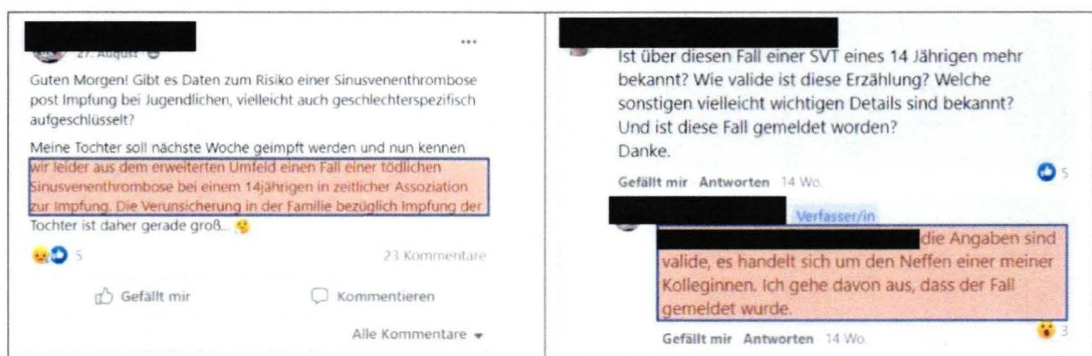 27. August
Guten Morgen! Gibt es Daten zum Risiko einer Sinusvenenthrombose
post Impfung bei Jugendlichen, vielleicht auch geschlechterspezifisch
aufgeschlüsselt?
Meine Tochter soll nächste Woche geimpft werden und nun kennen
wir leider aus dem erweiterten Umfeld einen Fall einer tödlichen
Sinusvenenthrombose bei einem 14jährigen in zeitlicher Assoziation
zur Impfung. Die Verunsicherung in der Familie bezüglich Impfung der
Tochter ist daher gerade groß...
5
23 Kommentare
Gefällt mir
Kommentieren
Alle Kommentare
Ist über diesen Fall einer SVT eines 14 Jährigen mehr
bekannt? Wie valide ist diese Erzählung? Welche
sonstigen vielleicht wichtigen Details sind bekannt?
Und ist diese Fall gemeldet worden?
Danke.
5
Gefällt mir Antworten 14 Wo.
Verfasser/in
die Angaben sind
valide, es handelt sich um den Neffen einer meiner
Kolleginnen. Ich gehe davon aus, dass der Fall
gemeldet wurde.
3
Gefällt mir Antworten 14 Wo.